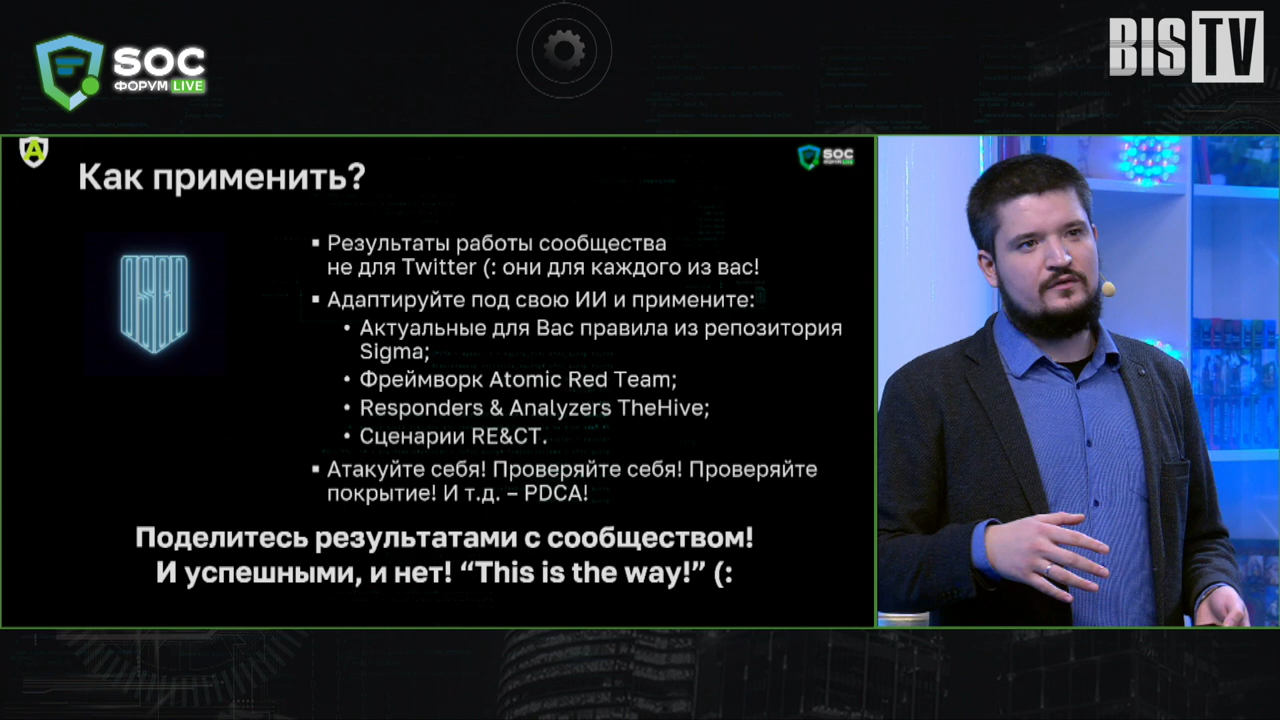 SOC
ФОРУМ LIVE
BIS TV
A
SOC
ФОРУМ LIVE
Как применить?
▪ Результаты работы сообщества
не для Twitter (: они для каждого из вас!
▪ Адаптируйте под свою ИИ и примените:
• Актуальные для Вас правила из репозитория
Sigma;
• Фреймворк Atomic Red Team;
• Responders & Analyzers TheHive;
• Сценарии RE&CT.
▪ Атакуйте себя! Проверяйте себя! Проверяйте
покрытие! И т.д. – PDCA!
Поделитесь результатами с сообществом!
И успешными, и нет! “This is the way!” (: